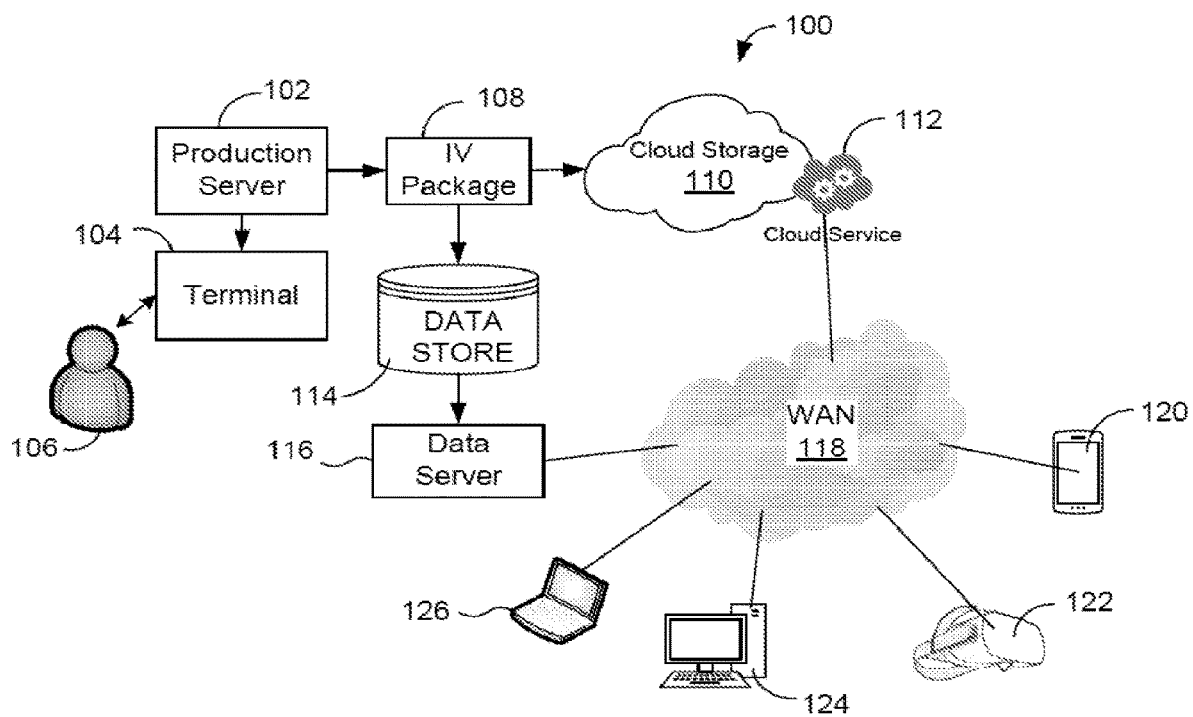 100
102
108
112
Production
Server
IV
Package
Cloud Storage
110
Cloud Service
104
Terminal
DATA
STORE
114
106
116
Data
Server
WAN
118
120
126
124
122